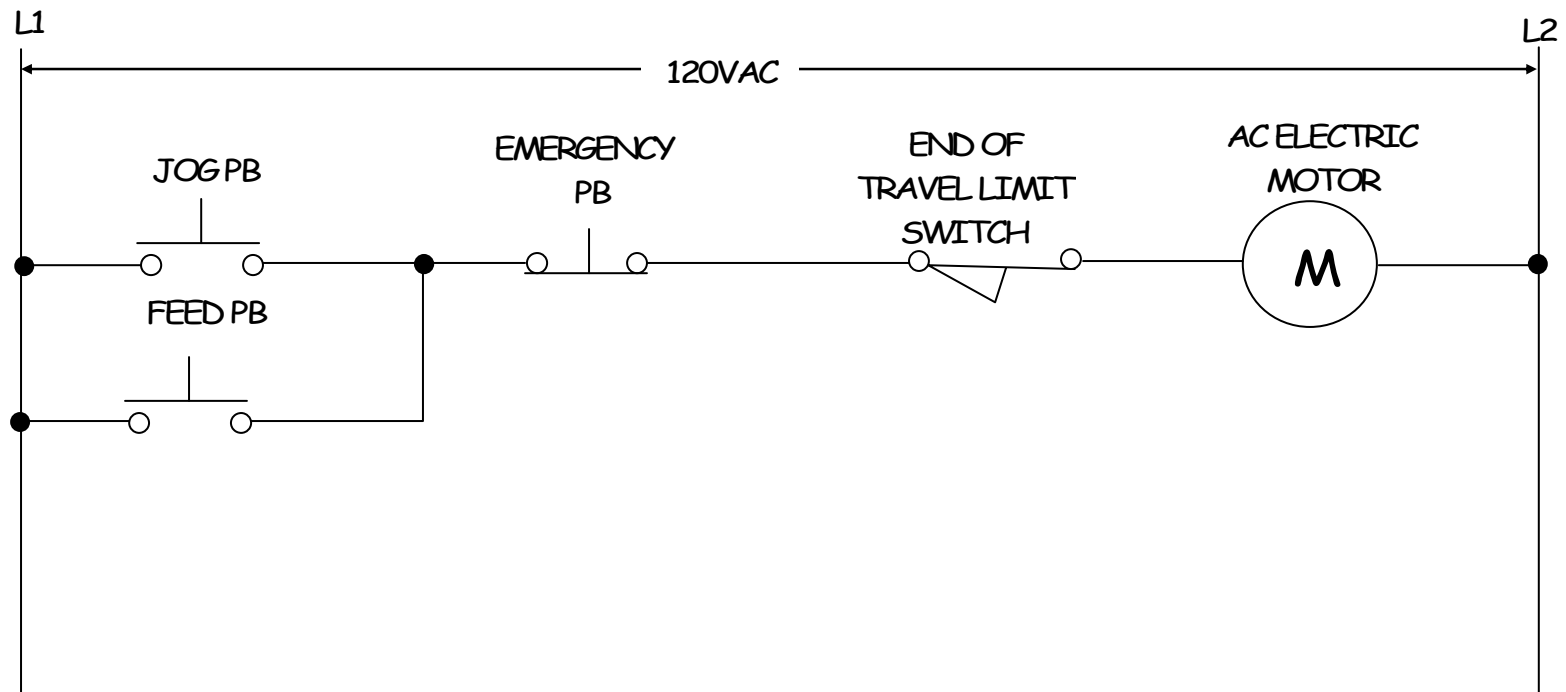 L1
L2
120VAC
JOG PB
EMERGENCY
PB
END OF
TRAVEL LIMIT
SWITCH
AC ELECTRIC
MOTOR
M
FEED PB